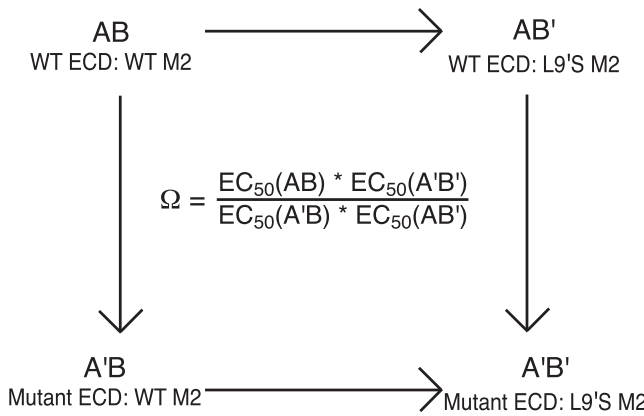 AB
WT ECD: WT M2
AB'
WT ECD: L9'S M2
Ω = EC₅₀(AB) * EC₅₀(A'B')
EC₅₀(A'B) * EC₅₀(AB')
A'B
Mutant ECD: WT M2
A'B'
Mutant ECD: L9'S M2